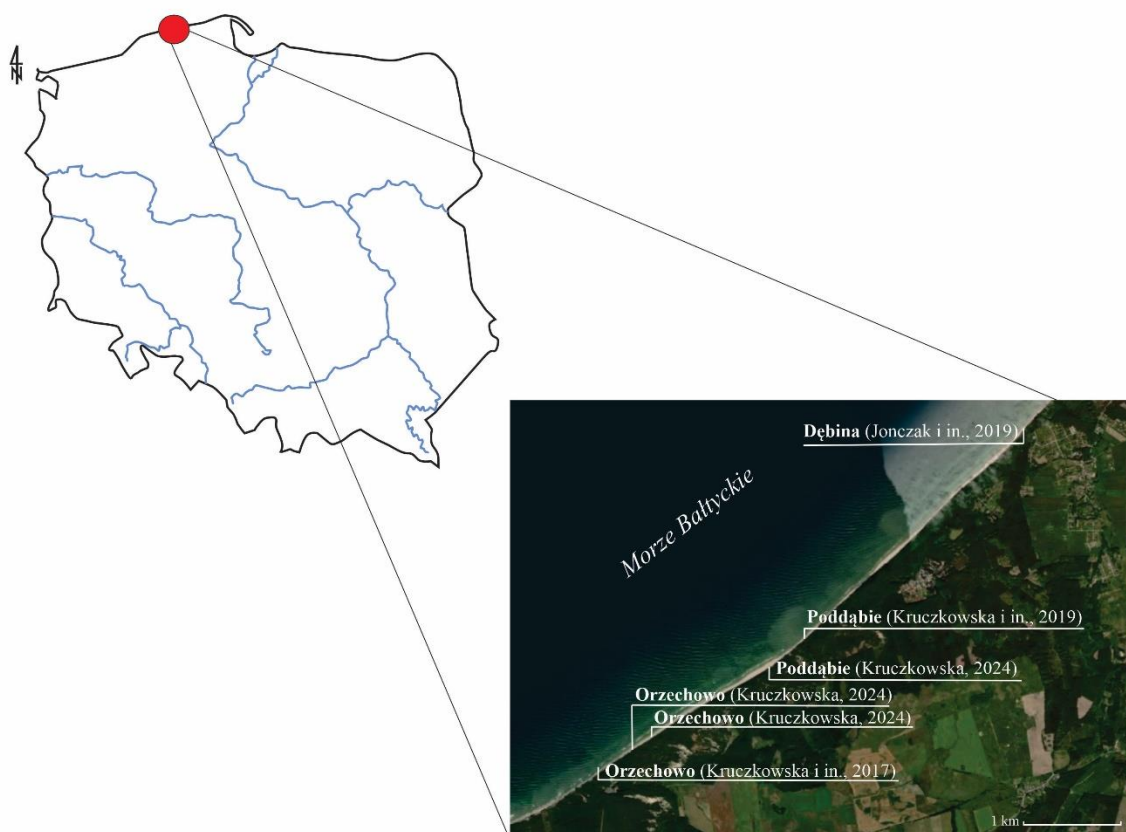 N
Dębina (Jonczak i in., 2019)
Morze Bałtyckie
Poddąbie (Kruczkowska i in., 2019)
Poddąbie (Kruczkowska, 2024)
Orzechowo (Kruczkowska, 2024)
Orzechowo (Kruczkowska, 2024)
Orzechowo (Kruczkowska i in., 2017)
1 km